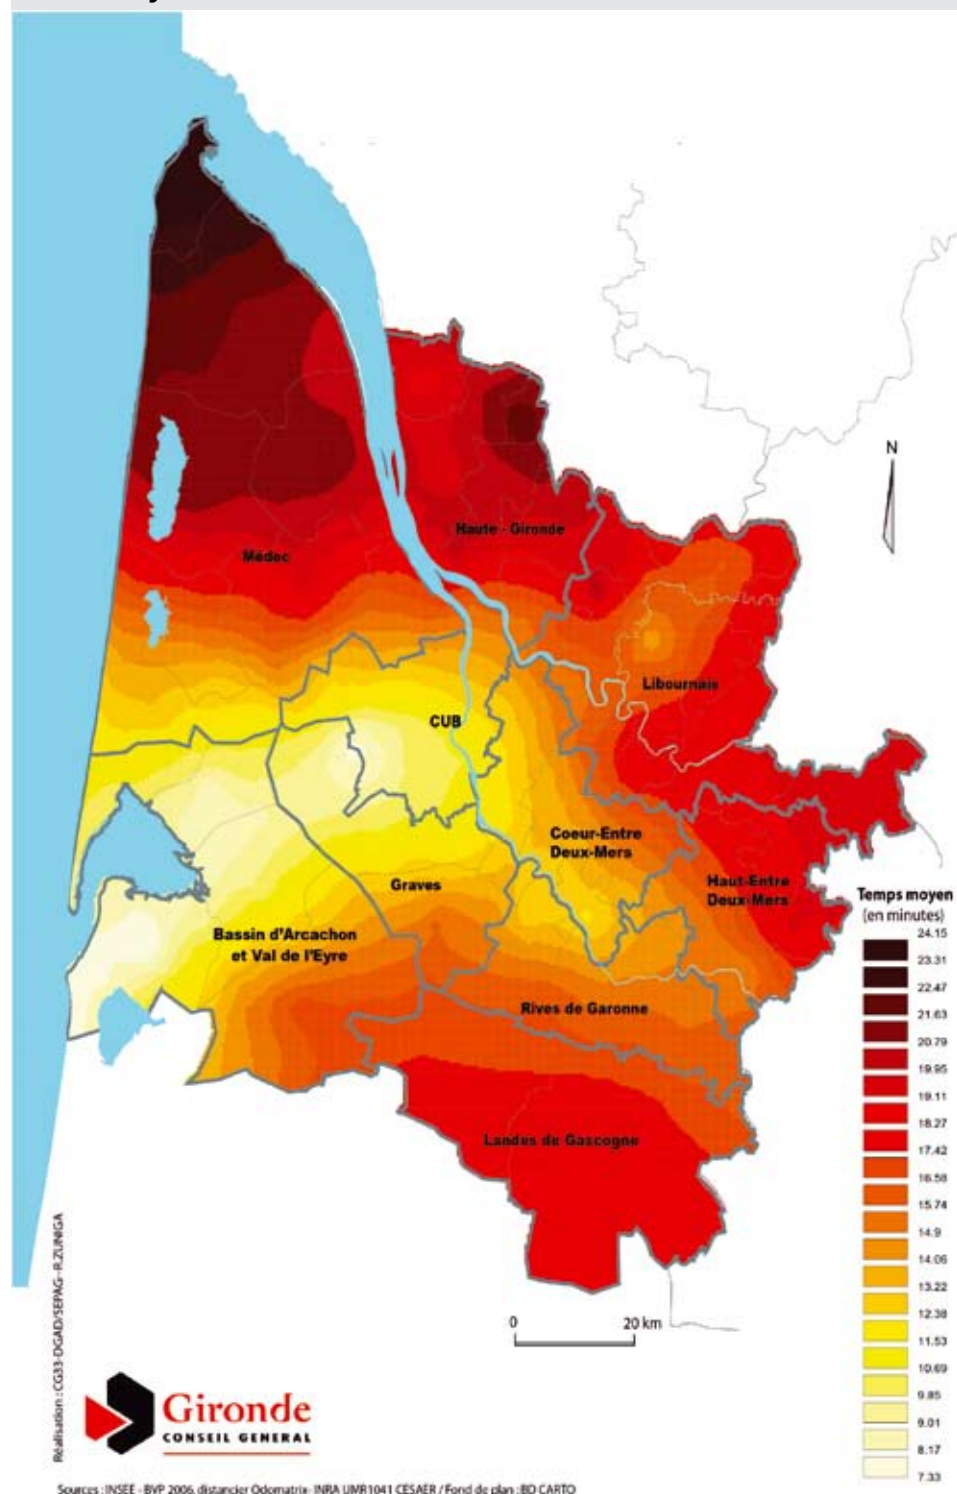 N
Haute - Gironde
Médoc
Libournais
CUB
Coeur-Entre
Deux-Mers
Haut-Entre
Deux-Mers
Graves
Bassin d'Arcachon
et Val de l'Eyre
Rives de Garonne
Landes de Gascogne
Temps moyen
(en minutes)
24.15
23.31
22.47
21.63
20.79
19.95
19.11
18.27
17.42
16.58
15.74
14.9
14.06
13.22
12.38
11.53
10.69
9.85
9.01
8.17
7.33
0 20 km
Réalisation : CG33-DGAD/SEPAG--R.ZUNIGA
Gironde
CONSEIL GENERAL
Sources : INSEE - BVP 2006, distancier Odomatrix- INRA UMR1041 CESAER / Fond de plan : BD CARTO